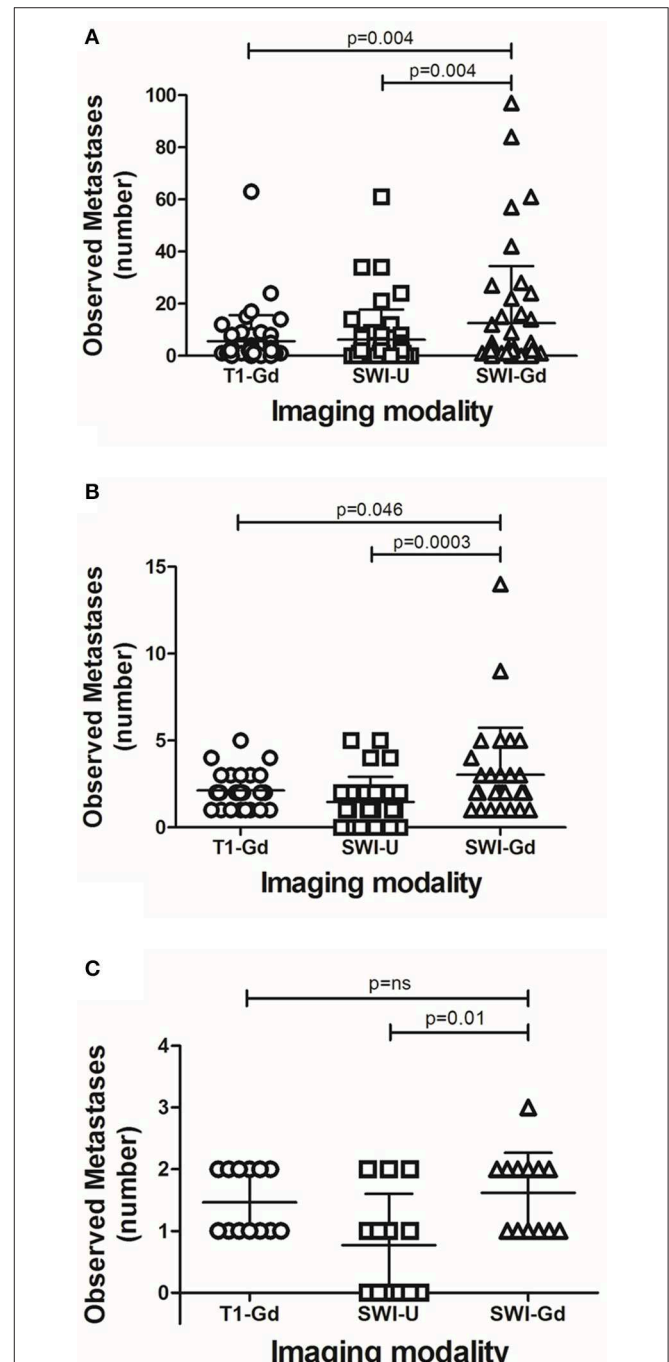 A
p=0.004
p=0.004
100
80
60
40
20
0
Observed Metastases
(number)
T1-Gd SWI-U SWI-Gd
Imaging modality
B
p=0.046
p=0.0003
15
10
5
0
Observed Metastases
(number)
T1-Gd SWI-U SWI-Gd
Imaging modality
C
p=ns
p=0.01
4
3
2
1
0
Observed Metastases
(number)
T1-Gd SWI-U SWI-Gd
Imaging modality